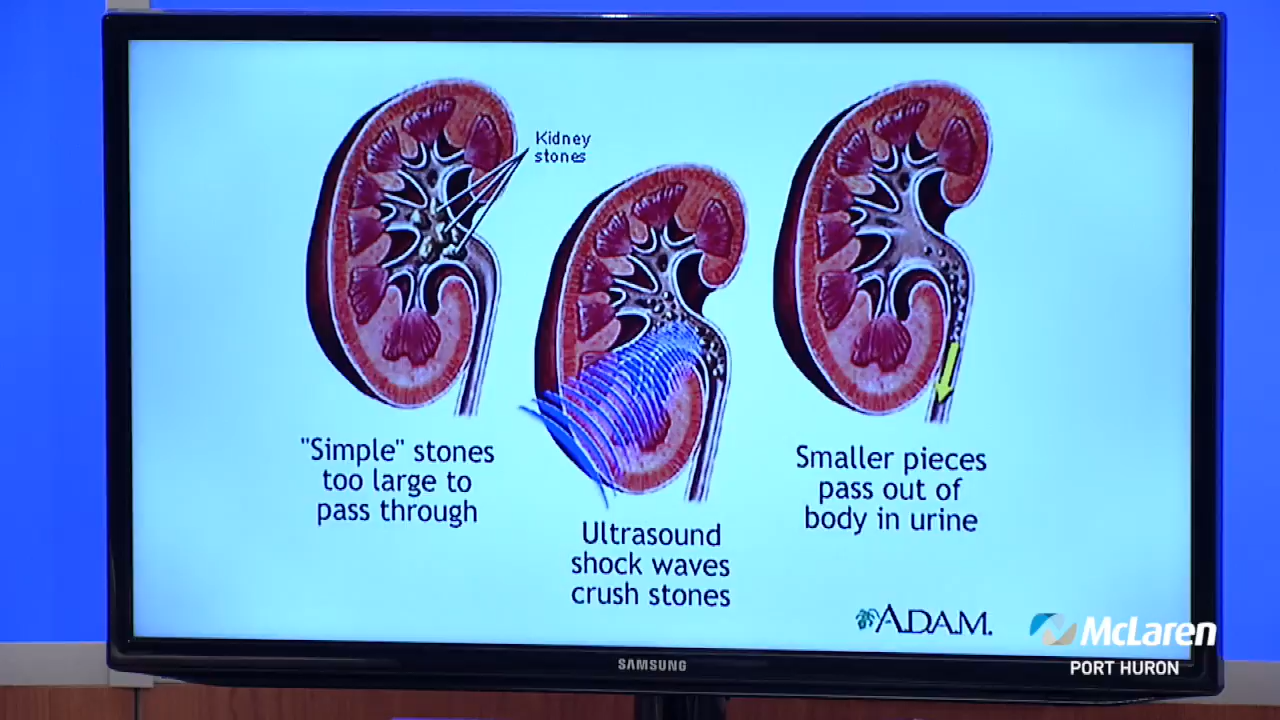 Kidney
stones
"Simple" stones
too large to
pass through
Ultrasound
shock waves
crush stones
Smaller pieces
pass out of
body in urine
A.D.A.M.
McLaren
PORT HURON
SAMSUNG